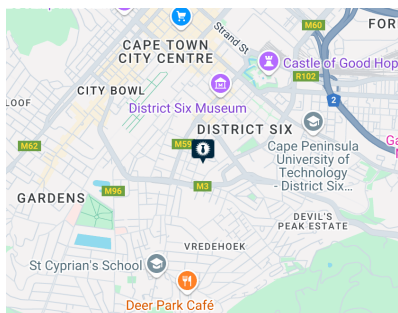 M60
FOR
Strand St
CAPE TOWN
CITY CENTRE
Castle of Good Hop
R102
CITY BOWL
LOOF
District Six Museum
2
DISTRICT SIX
M62
M59
Cape Peninsula
University of
Technology
- District Six...
Ga
M
M3
M96
GARDENS
DEVIL'S
PEAK ESTATE
VREDEHOEK
St Cyprian's School
Deer Park Café